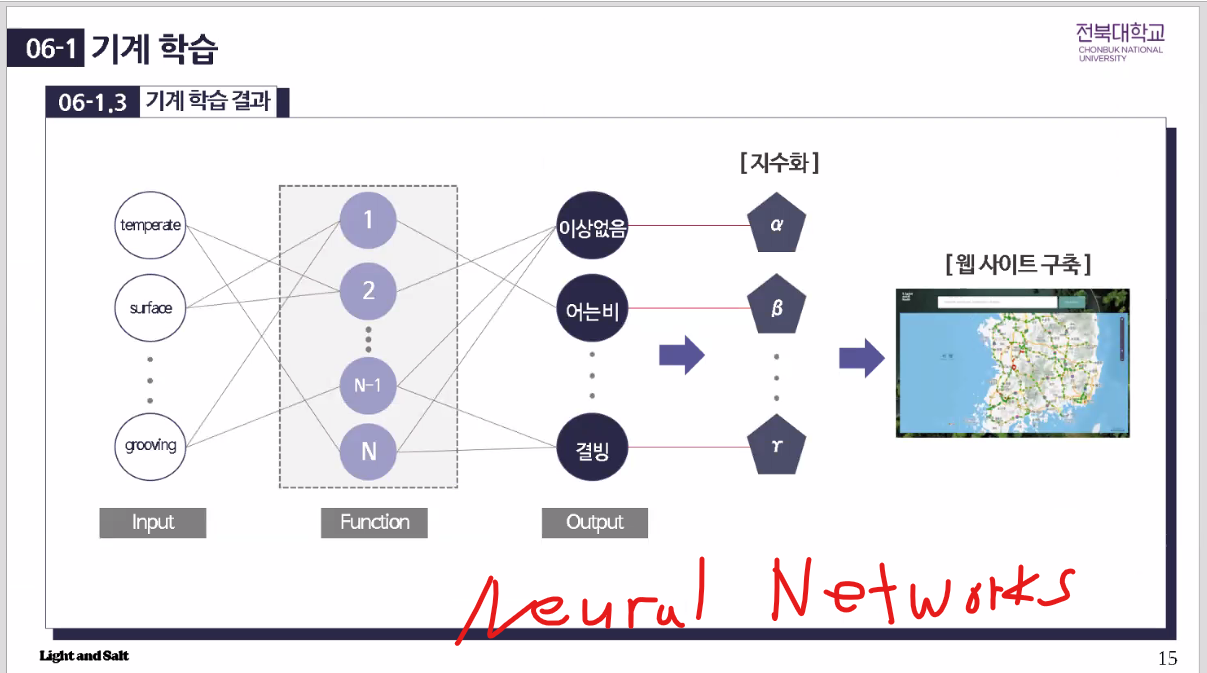 06-1 기계 학습
전북대학교
CHONBUK NATIONAL
UNIVERSITY
06-1.3 기계 학습 결과
[지수화]
temperate
1
이상없음
α
[웹 사이트 구축]
surface
2
어는비
β
N-1
grooving
N
결빙
γ
Input
Function
Output
Neural Networks
Light and Salt
15